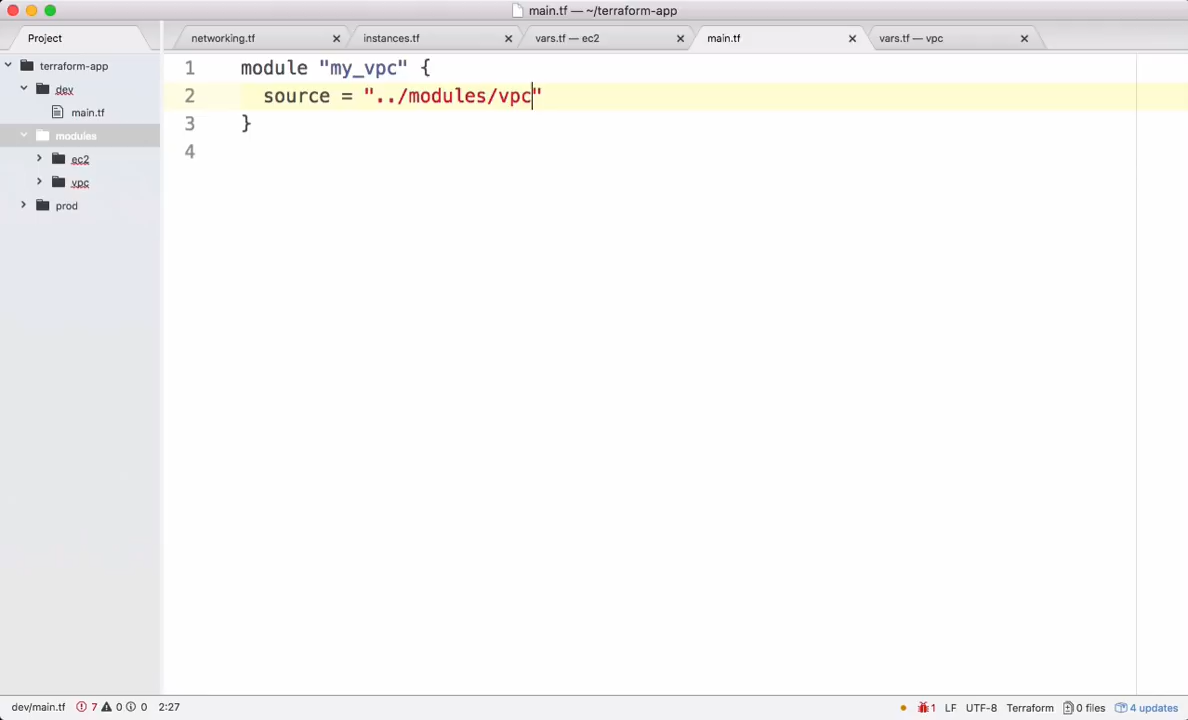 main.tf — ~/terraform-app
Project
networking.tf
instances.tf
vars.tf — ec2
main.tf
vars.tf — vpc
terraform-app
dev
main.tf
modules
ec2
vpc
prod
1 module "my_vpc" {
2 source = "../modules/vpc"
3 }
4
dev/main.tf 7 0 0 2:27 1 LF UTF-8 Terraform 0 files 4 updates